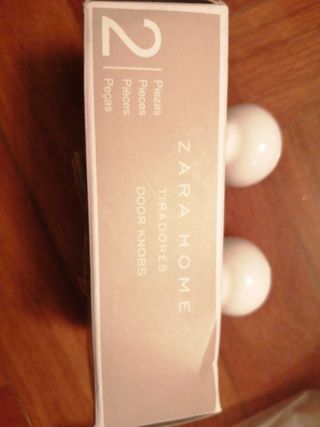 2
Piezas
Pieces
Pièces
Peças
ZARA HOME
TIRADORES
DOOR KNOBS